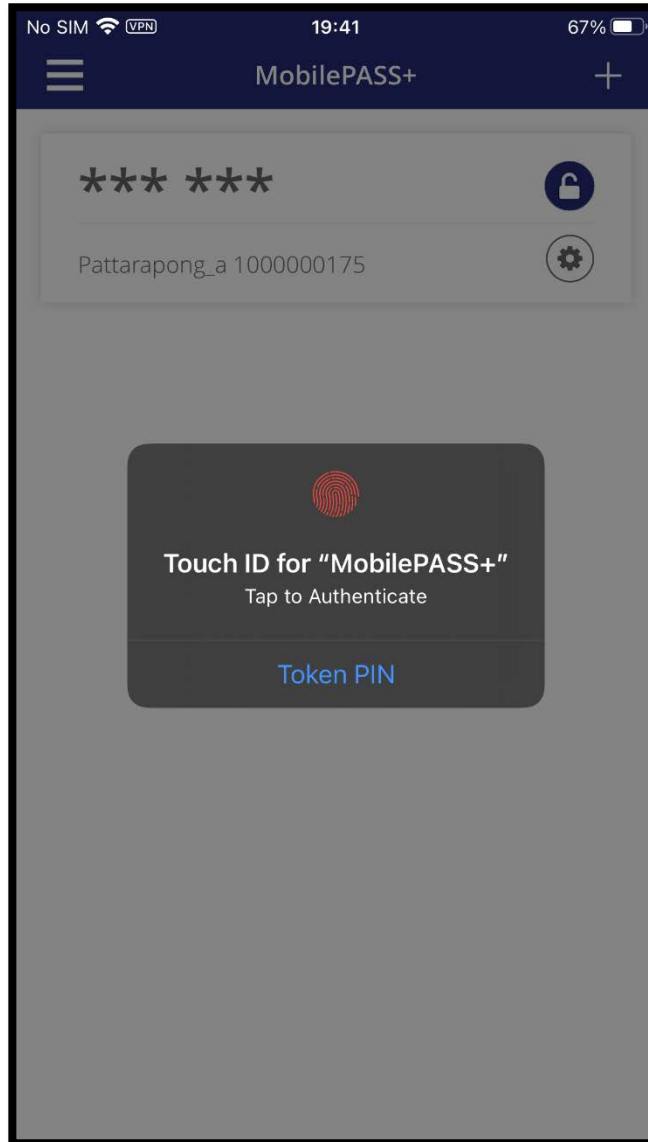 No SIM VPN 19:41 67%
MobilePASS+
*** ***
Pattarapong_a 1000000175
Touch ID for “MobilePASS+”
Tap to Authenticate
Token PIN